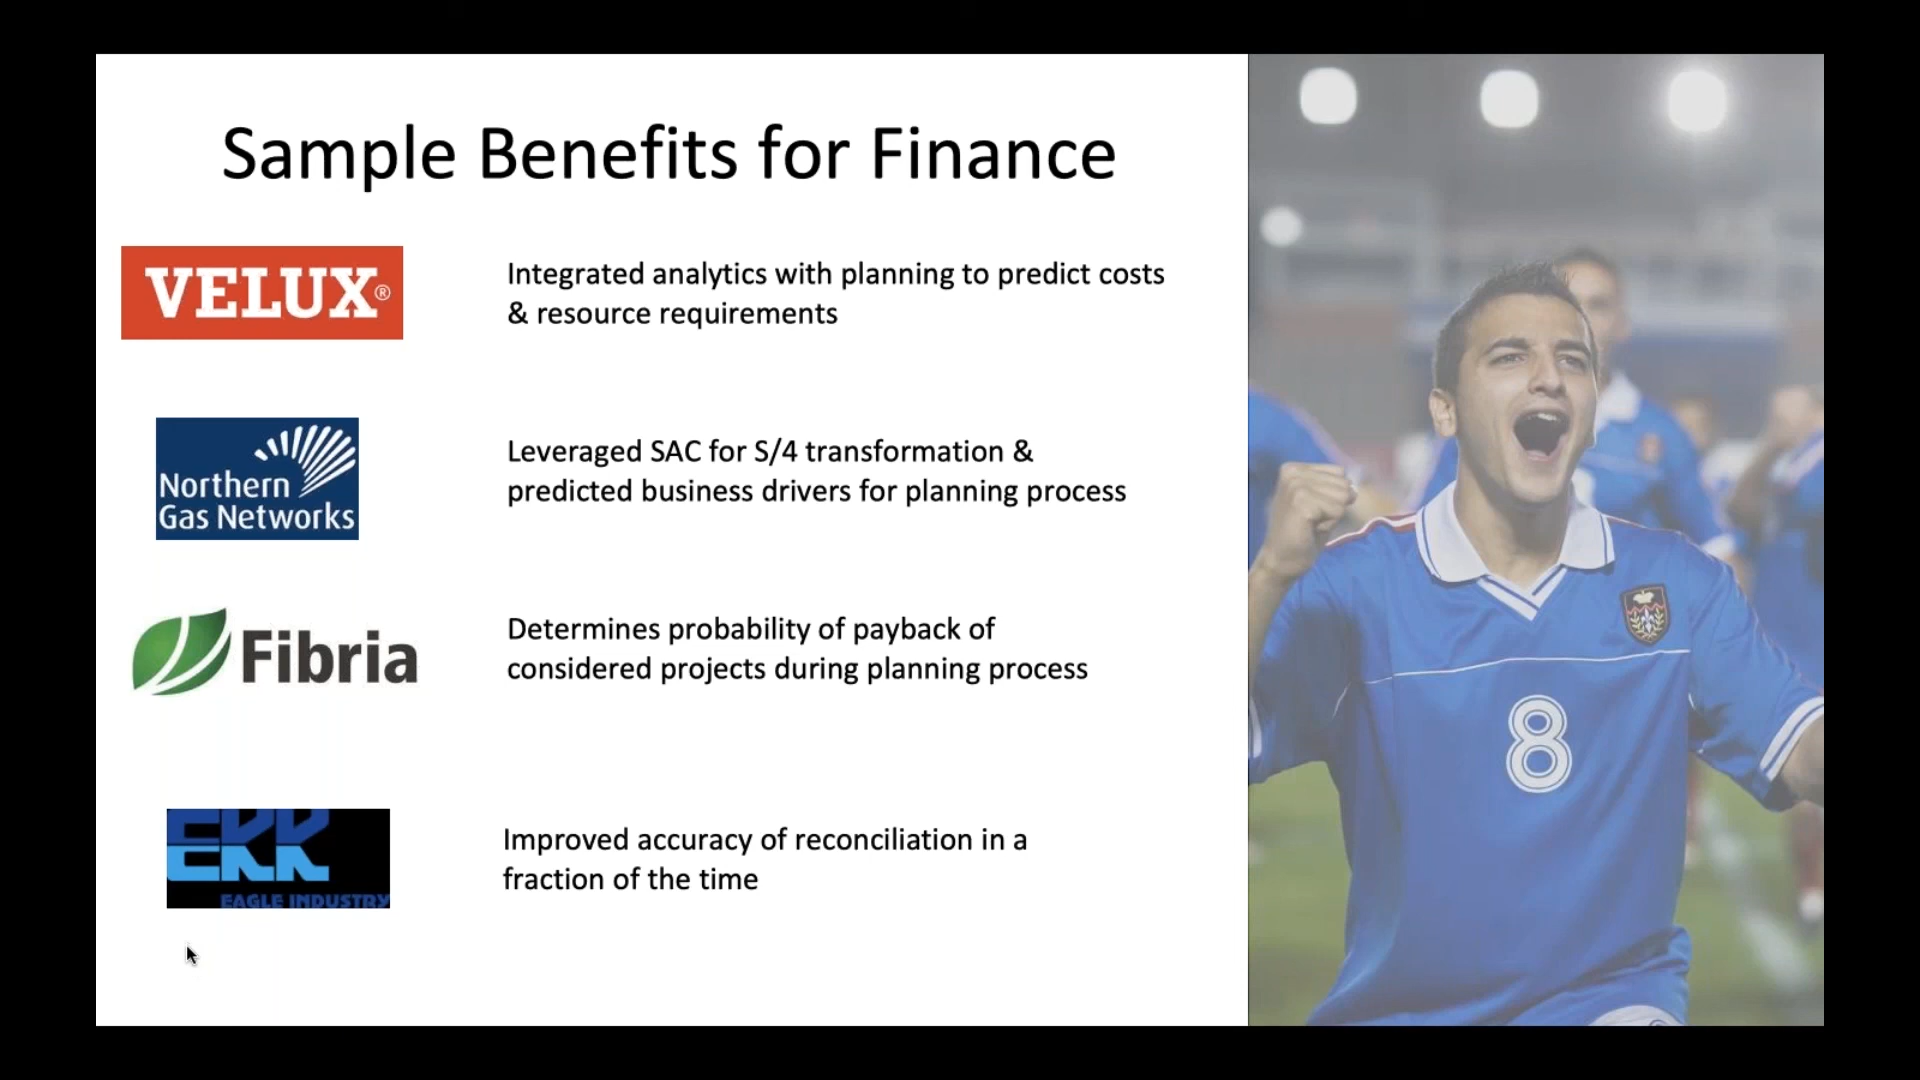 Sample Benefits for Finance
VELUX®
Integrated analytics with planning to predict costs
& resource requirements
Northern
Gas Networks
Leveraged SAC for S/4 transformation &
predicted business drivers for planning process
Fibria
Determines probability of payback of
considered projects during planning process
EKK
EAGLE INDUSTRY
Improved accuracy of reconciliation in a
fraction of the time
8